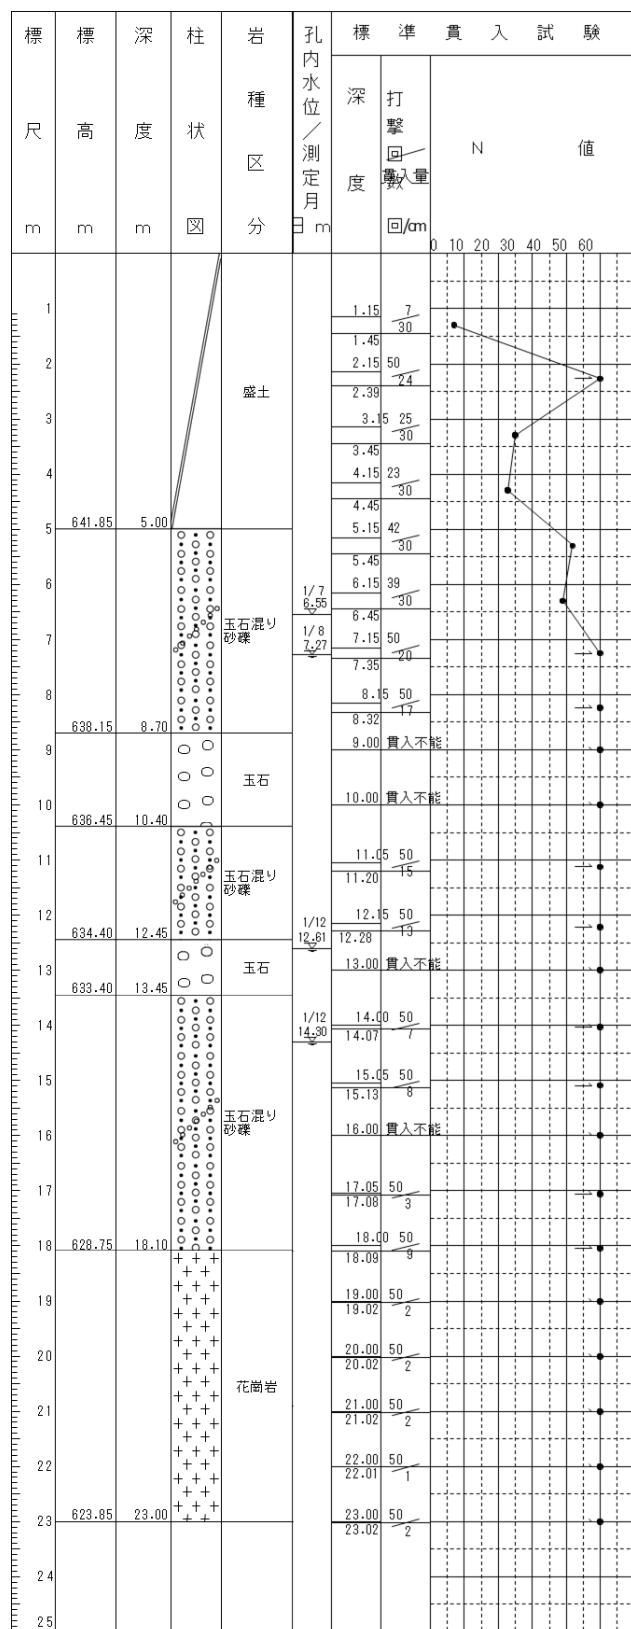 標尺 m
標高 m
深度 m
柱状図
岩種区分
孔内水位／測定月日 m
標準貫入試験
深度
打撃回数／貫入量 回/cm
N 値
0 10 20 30 40 50 60
1
1.15 7/30
1.45
2
2.15 50/24
2.39
盛土
3
3.15 25/30
3.45
4
4.15 23/30
4.45
5 641.85 5.00
5.15 42/30
5.45
6
1/7
6.55
6.15 39/30
6.45
玉石混り
砂礫
7
1/8
7.27
7.15 50/20
7.35
8
8.15 50/17
8.32
638.15 8.70
9
9.00 貫入不能
玉石
10
10.00 貫入不能
636.45 10.40
11
11.05 50/15
11.20
玉石混り
砂礫
12
12.15 50/13
12.28
634.40 12.45
1/12
12.61
13
13.00 貫入不能
玉石
633.40 13.45
14
1/12
14.30
14.00 50/7
14.07
15
15.05 50/8
15.13
玉石混り
砂礫
16
16.00 貫入不能
17
17.05 50/3
17.08
18 628.75 18.10
18.00 50/9
18.09
19
19.00 50/2
19.02
20
20.00 50/2
20.02
花崗岩
21
21.00 50/2
21.02
22
22.00 50/1
22.01
23 623.85 23.00
23.00 50/2
23.02
24
25